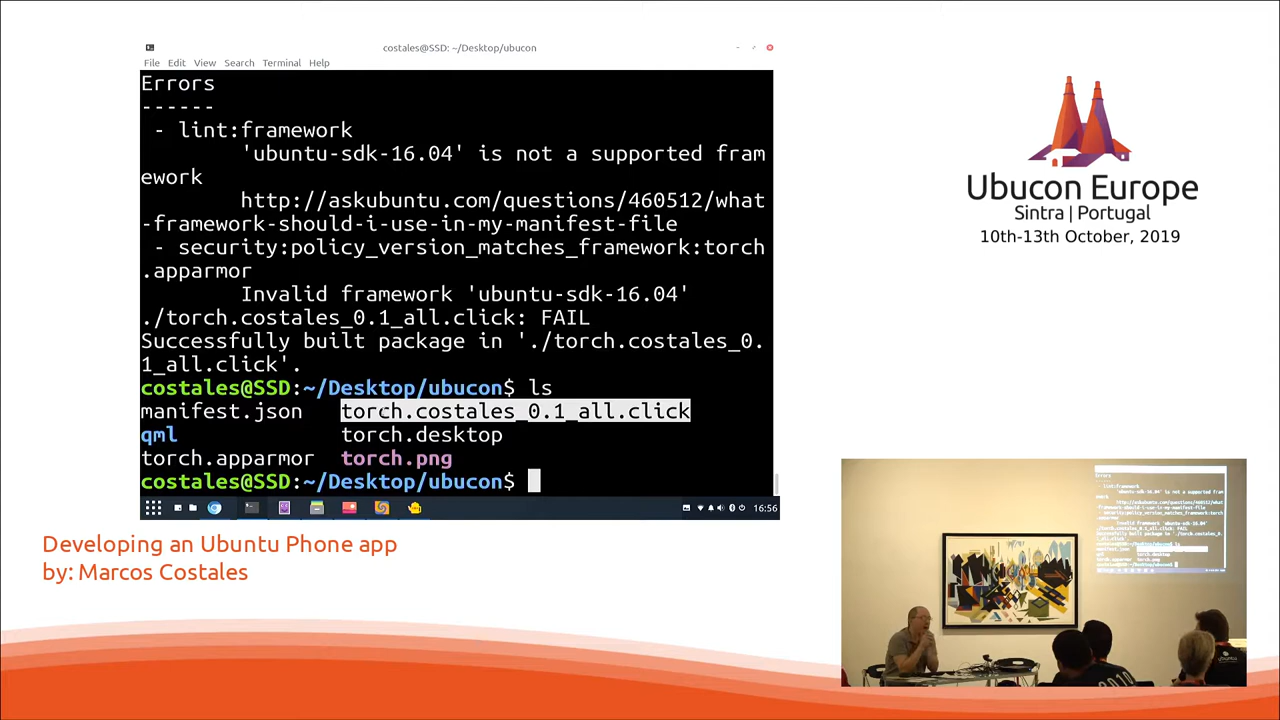 costales@SSD: ~/Desktop/ubucon
File Edit View Search Terminal Help
Errors
------
- lint:framework
'ubuntu-sdk-16.04' is not a supported fram
ework
http://askubuntu.com/questions/460512/what
-framework-should-i-use-in-my-manifest-file
- security:policy_version_matches_framework:torch
.apparmor
Invalid framework 'ubuntu-sdk-16.04'
./torch.costales_0.1_all.click: FAIL
Successfully built package in './torch.costales_0.
1_all.click'.
costales@SSD:~/Desktop/ubucon$ ls
manifest.json torch.costales_0.1_all.click
qml torch.desktop
torch.apparmor torch.png
costales@SSD:~/Desktop/ubucon$
16:56
Ubucon Europe
Sintra | Portugal
10th-13th October, 2019
Developing an Ubuntu Phone app
by: Marcos Costales